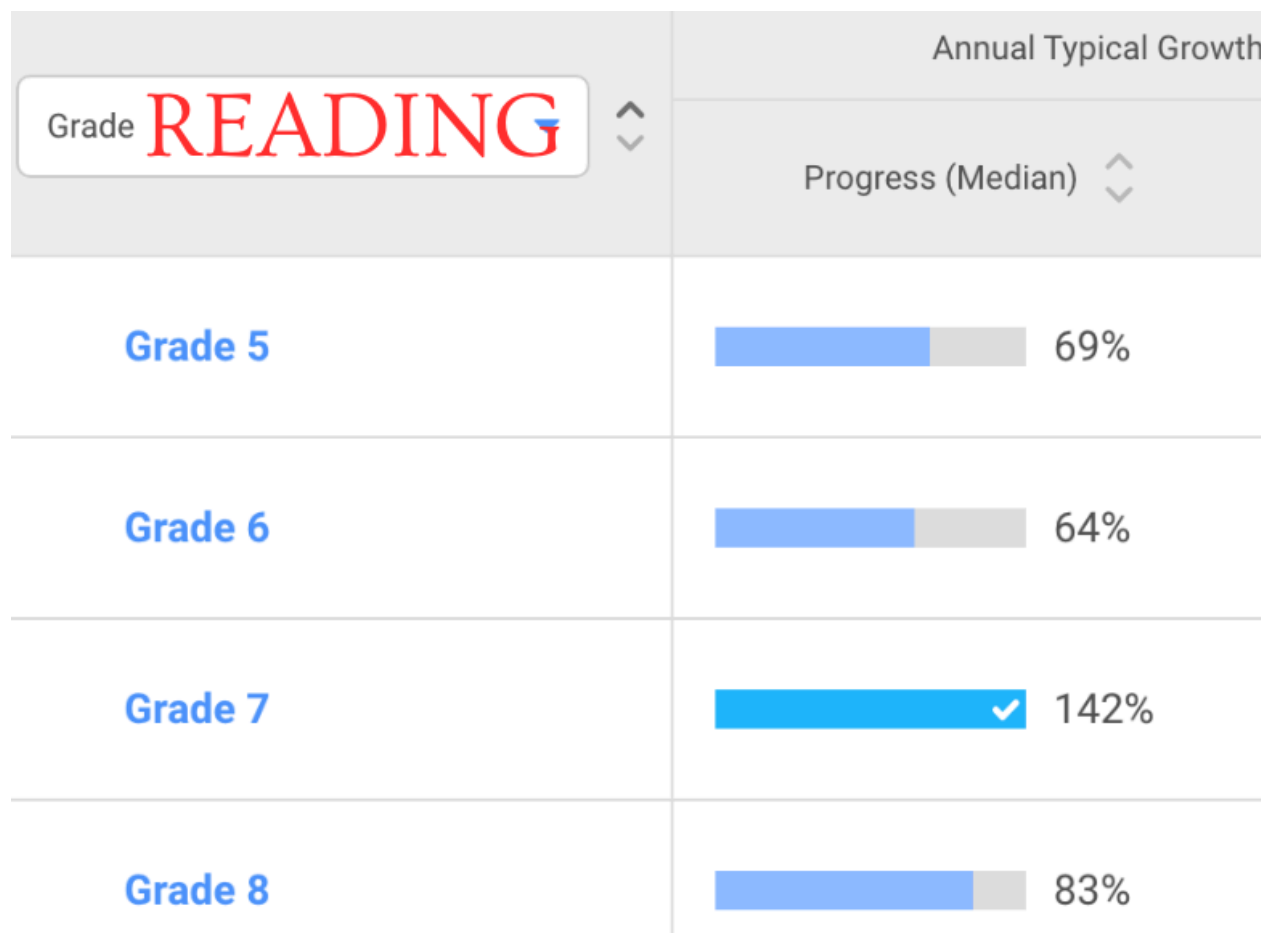 Annual Typical Growth
Grade READING
Progress (Median)
Grade 5 69%
Grade 6 64%
Grade 7 142%
Grade 8 83%